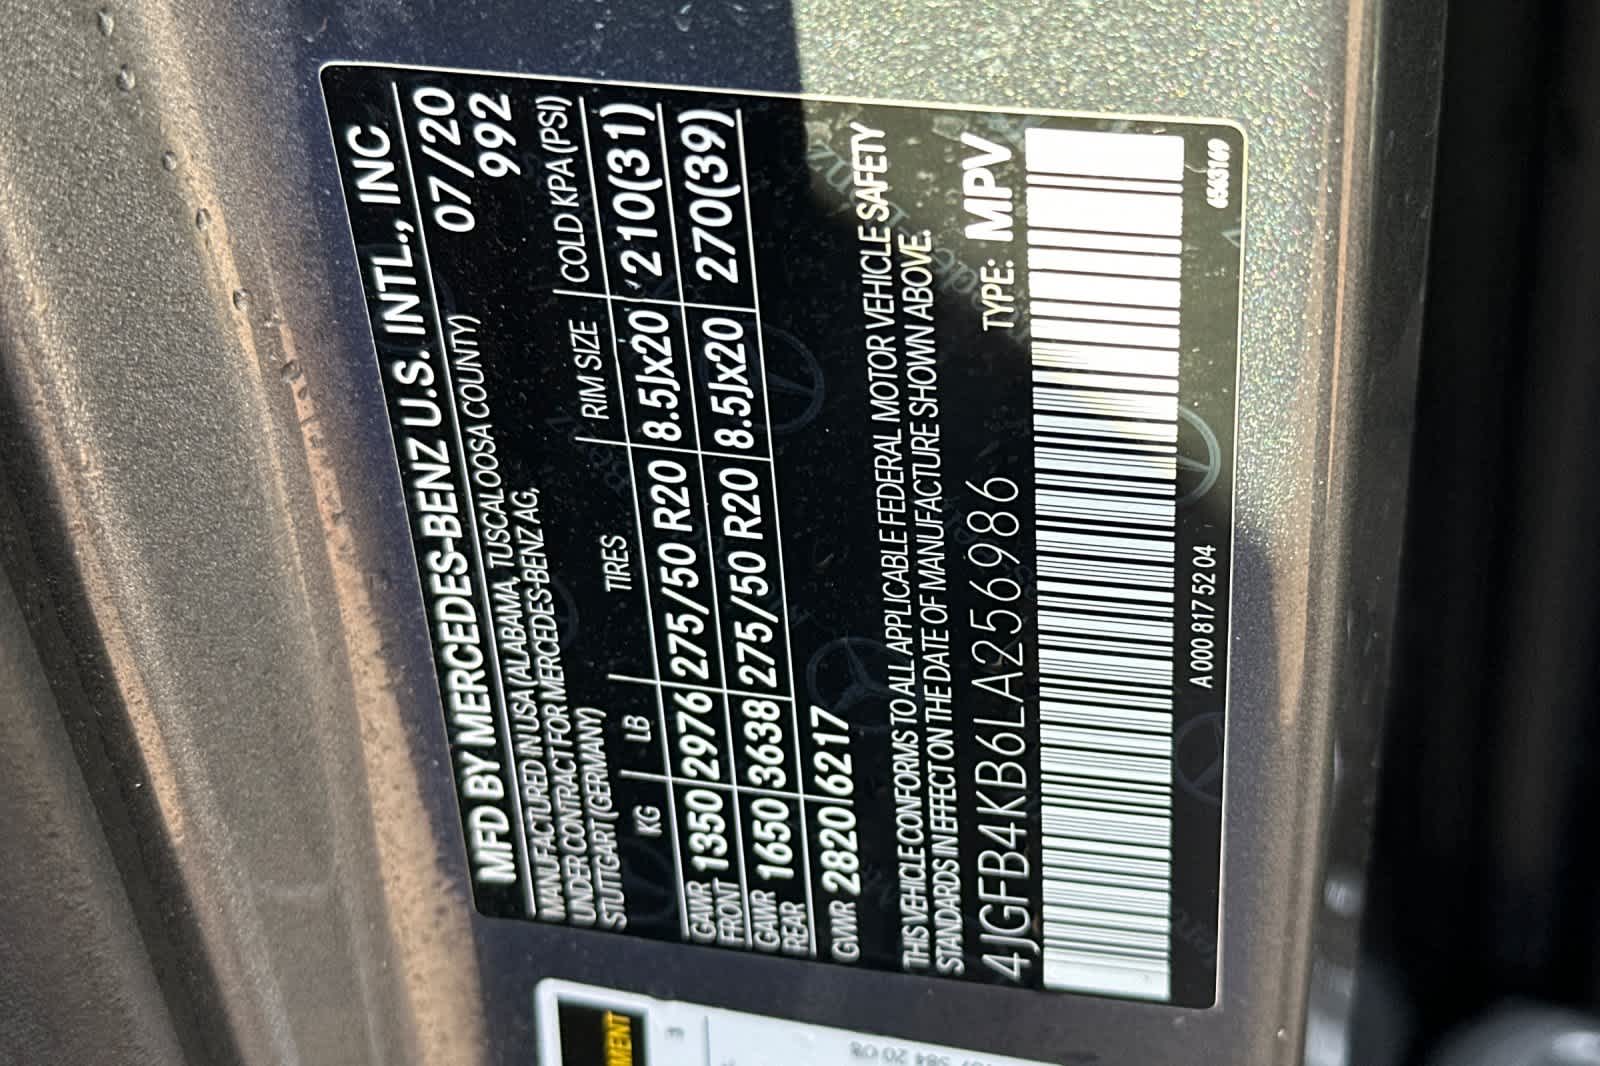 MFD BY MERCEDES-BENZ U.S. INTL., INC
MANUFACTURED IN USA (ALABAMA, TUSCALOOSA COUNTY) 07/20
UNDER CONTRACT FOR MERCEDES-BENZ AG, 992
STUTTGART (GERMANY)
KG LB TIRES RIM SIZE COLD KPA (PSI)
GAWR FRONT 1350 2976 275/50 R20 8.5Jx20 210(31)
GAWR REAR 1650 3638 275/50 R20 8.5Jx20 270(39)
GVWR 2820 6217
THIS VEHICLE CONFORMS TO ALL APPLICABLE FEDERAL MOTOR VEHICLE SAFETY
STANDARDS IN EFFECT ON THE DATE OF MANUFACTURE SHOWN ABOVE.
4JGFB4KB6LA256986 TYPE: MPV
A 000 817 52 04